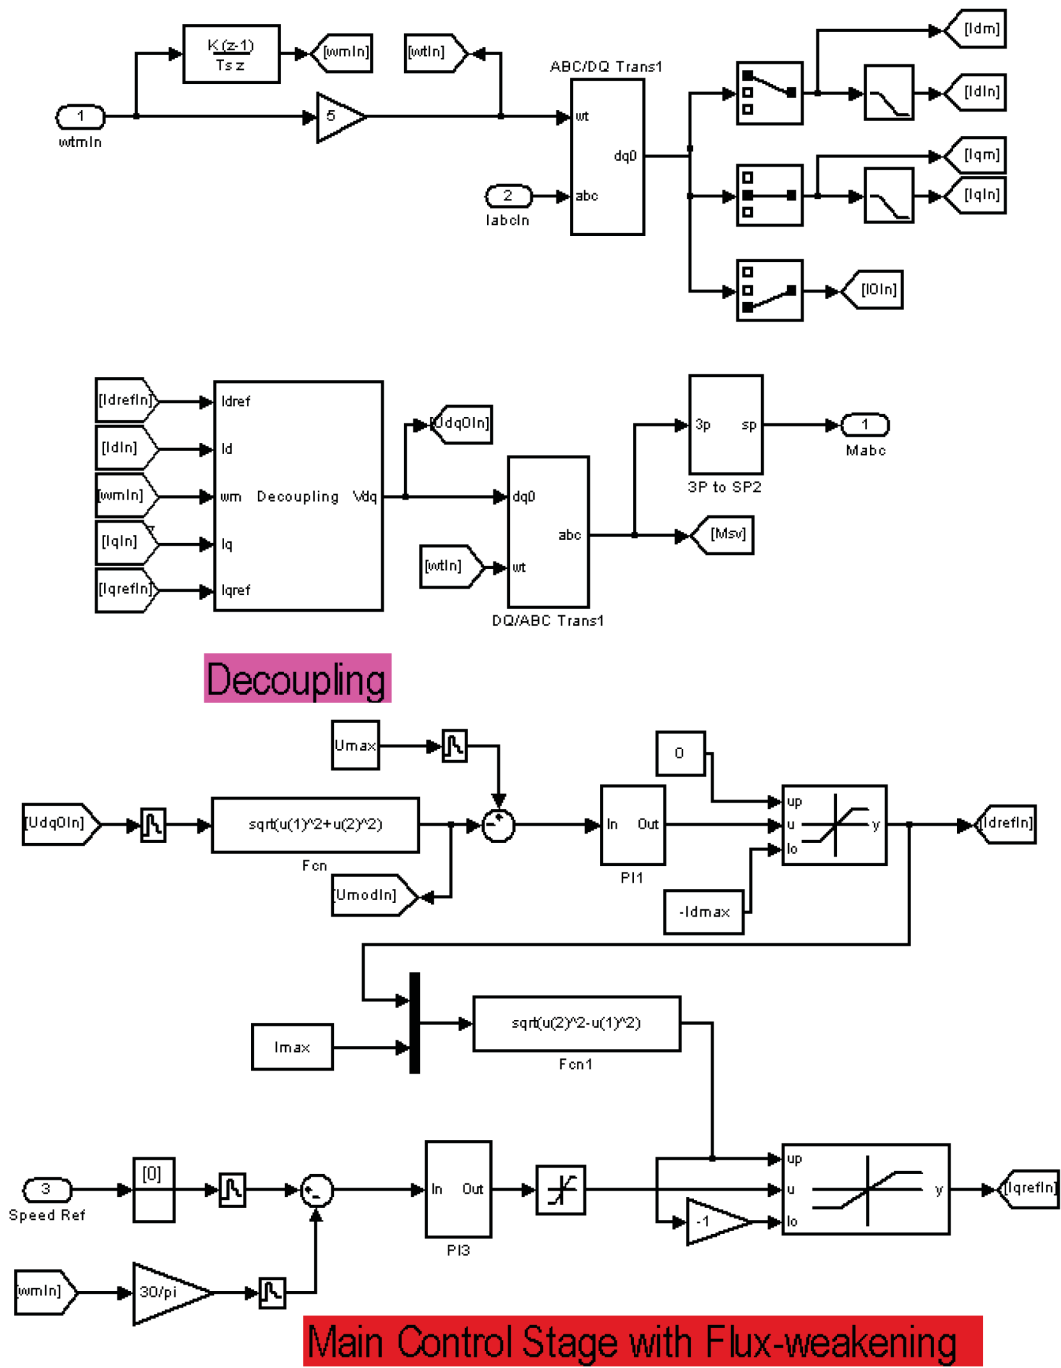 K (z-1)
Ts z
[wmIn]
[wtIn]
1
wtmIn
5
ABC/DQ Trans1
wt
dq0
abc
2
IabcIn
[Idm]
[IdIn]
[Iqm]
[IqIn]
[I0In]
[IdrefIn]
[IdIn]
[wmIn]
[IqIn]
[IqrefIn]
Idref
Id
wm
Iq
Iqref
Decoupling
Vdq
[Udq0In]
[wtIn]
dq0
wt
abc
DQ/ABC Trans1
3p
sp
3P to SP2
1
Mabc
[Msv]
Decoupling
Umax
[Udq0In]
sqrt(u(1)^2+u(2)^2)
Fcn
[UmodIn]
In
Out
PI1
0
-Idmax
up
u
lo
y
[IdrefIn]
Imax
sqrt(u(2)^2-u(1)^2)
Fcn1
3
Speed Ref
[0]
[wmIn]
30/pi
In
Out
PI3
-1
up
u
lo
y
[IqrefIn]
Main Control Stage with Flux-weakening